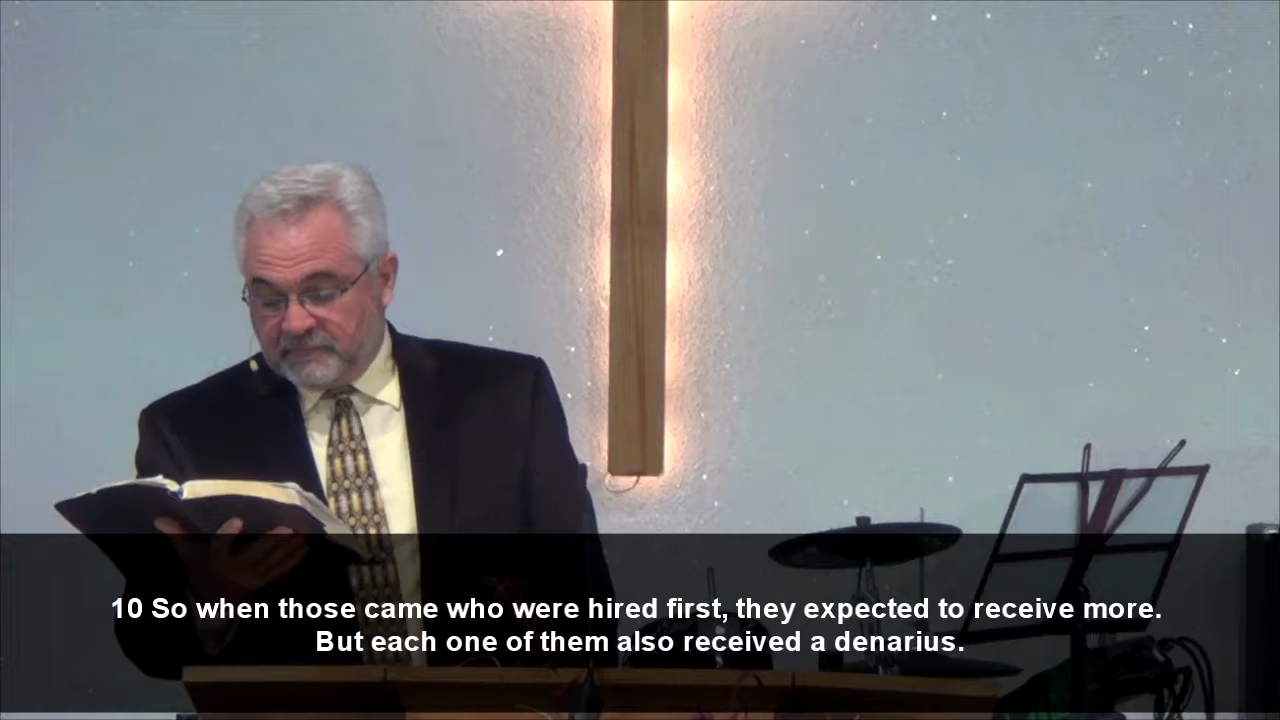 10 So when those came who were hired first, they expected to receive more.
But each one of them also received a denarius.